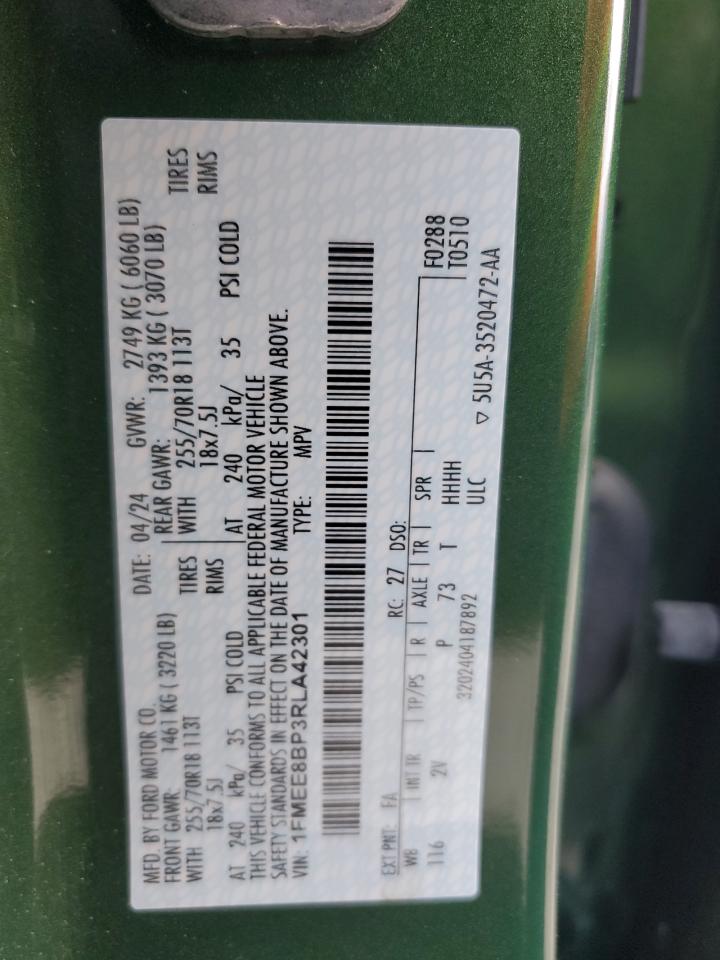 MFD. BY FORD MOTOR CO. DATE: 04/24 GVWR: 2749 KG ( 6060 LB)
FRONT GAWR: 1461 KG ( 3220 LB) REAR GAWR: 1393 KG ( 3070 LB)
WITH 255/70R18 113T TIRES WITH 255/70R18 113T TIRES
18x7.5J RIMS 18x7.5J RIMS
AT 240 kPa/ 35 PSI COLD AT 240 kPa/ 35 PSI COLD
THIS VEHICLE CONFORMS TO ALL APPLICABLE FEDERAL MOTOR VEHICLE
SAFETY STANDARDS IN EFFECT ON THE DATE OF MANUFACTURE SHOWN ABOVE.
VIN: 1FMEE8BP3RLA42301 TYPE: MPV
EXT PNT: FA RC: 27 DSO:
WB INT TR TP/PS R AXLE TR SPR F0288
116 2V P 73 T HHHH T0510
3202404187892 ULC ▽ 5U5A-3520472-AA